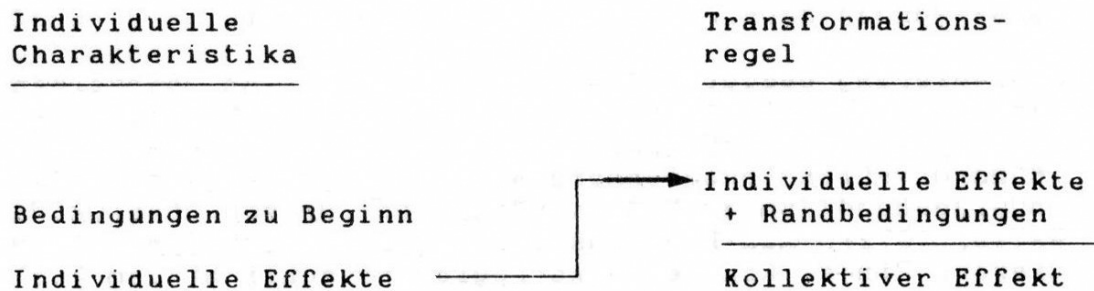 Individuelle
Charakteristika
Transformations-
regel
Bedingungen zu Beginn
Individuelle Effekte
Individuelle Effekte
+ Randbedingungen
Kollektiver Effekt